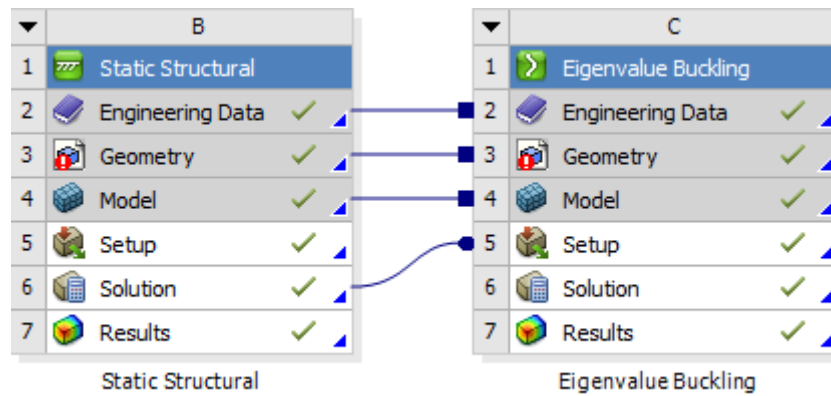 B
1 Static Structural
2 Engineering Data
3 Geometry
4 Model
5 Setup
6 Solution
7 Results
Static Structural
C
1 Eigenvalue Buckling
2 Engineering Data
3 Geometry
4 Model
5 Setup
6 Solution
7 Results
Eigenvalue Buckling